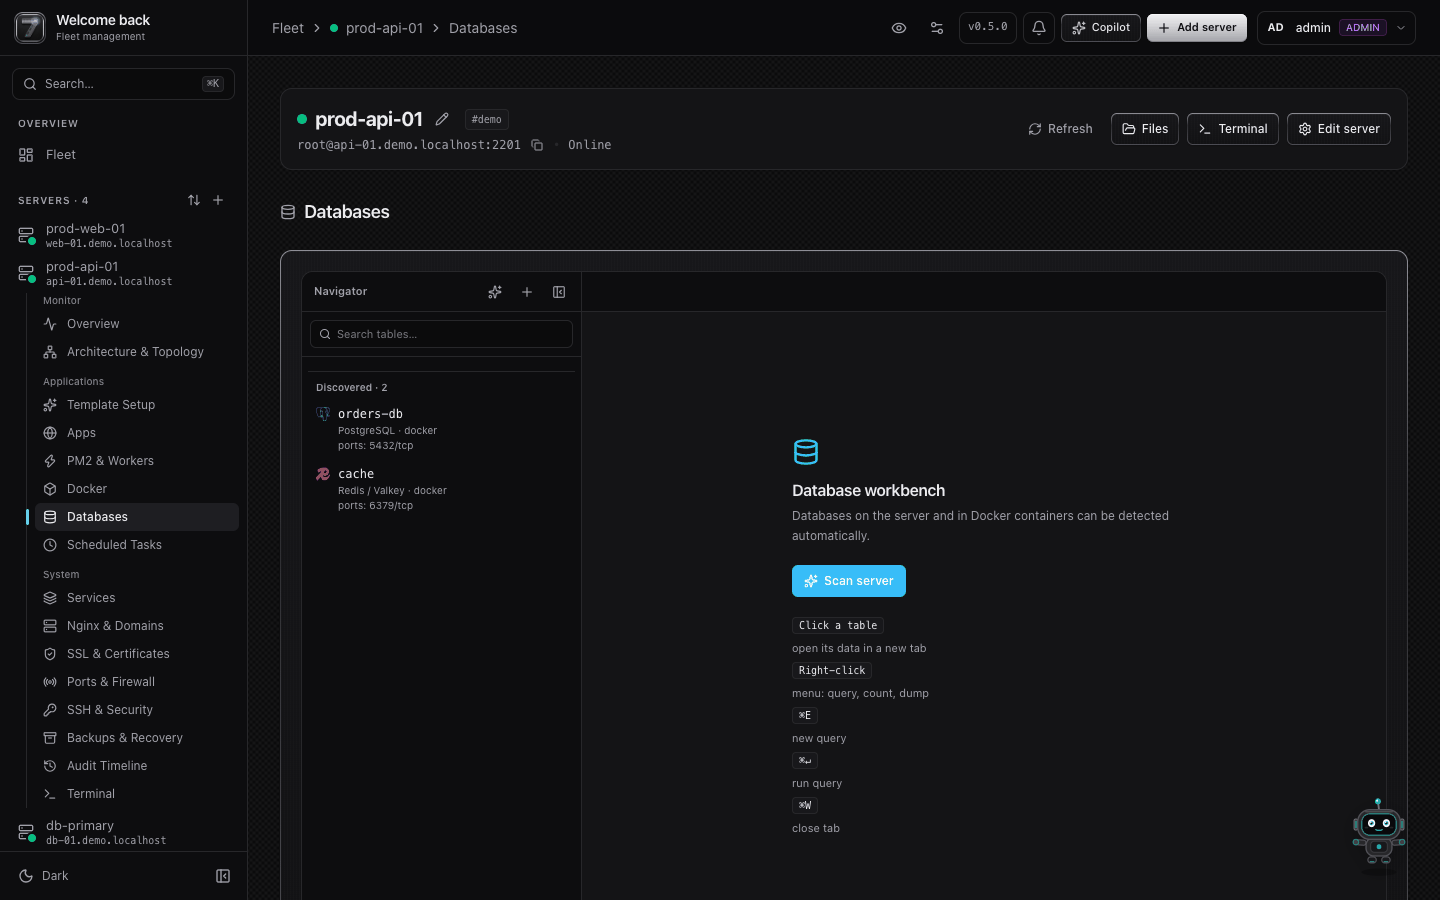 Welcome back
Fleet management
Search...
⌘K
OVERVIEW
Fleet
SERVERS · 4
prod-web-01
web-01.demo.localhost
prod-api-01
api-01.demo.localhost
Monitor
Overview
Architecture & Topology
Applications
Template Setup
Apps
PM2 & Workers
Docker
Databases
Scheduled Tasks
System
Services
Nginx & Domains
SSL & Certificates
Ports & Firewall
SSH & Security
Backups & Recovery
Audit Timeline
Terminal
db-primary
db-01.demo.localhost
Dark
Fleet > prod-api-01 > Databases
v0.5.0
Copilot
Add server
AD admin ADMIN
prod-api-01
#demo
root@api-01.demo.localhost:2201 · Online
Refresh
Files
Terminal
Edit server
Databases
Navigator
Search tables...
Discovered · 2
orders-db
PostgreSQL · docker
ports: 5432/tcp
cache
Redis / Valkey · docker
ports: 6379/tcp
Database workbench
Databases on the server and in Docker containers can be detected
automatically.
Scan server
Click a table
open its data in a new tab
Right-click
menu: query, count, dump
⌘E
new query
⌘↵
run query
⌘W
close tab